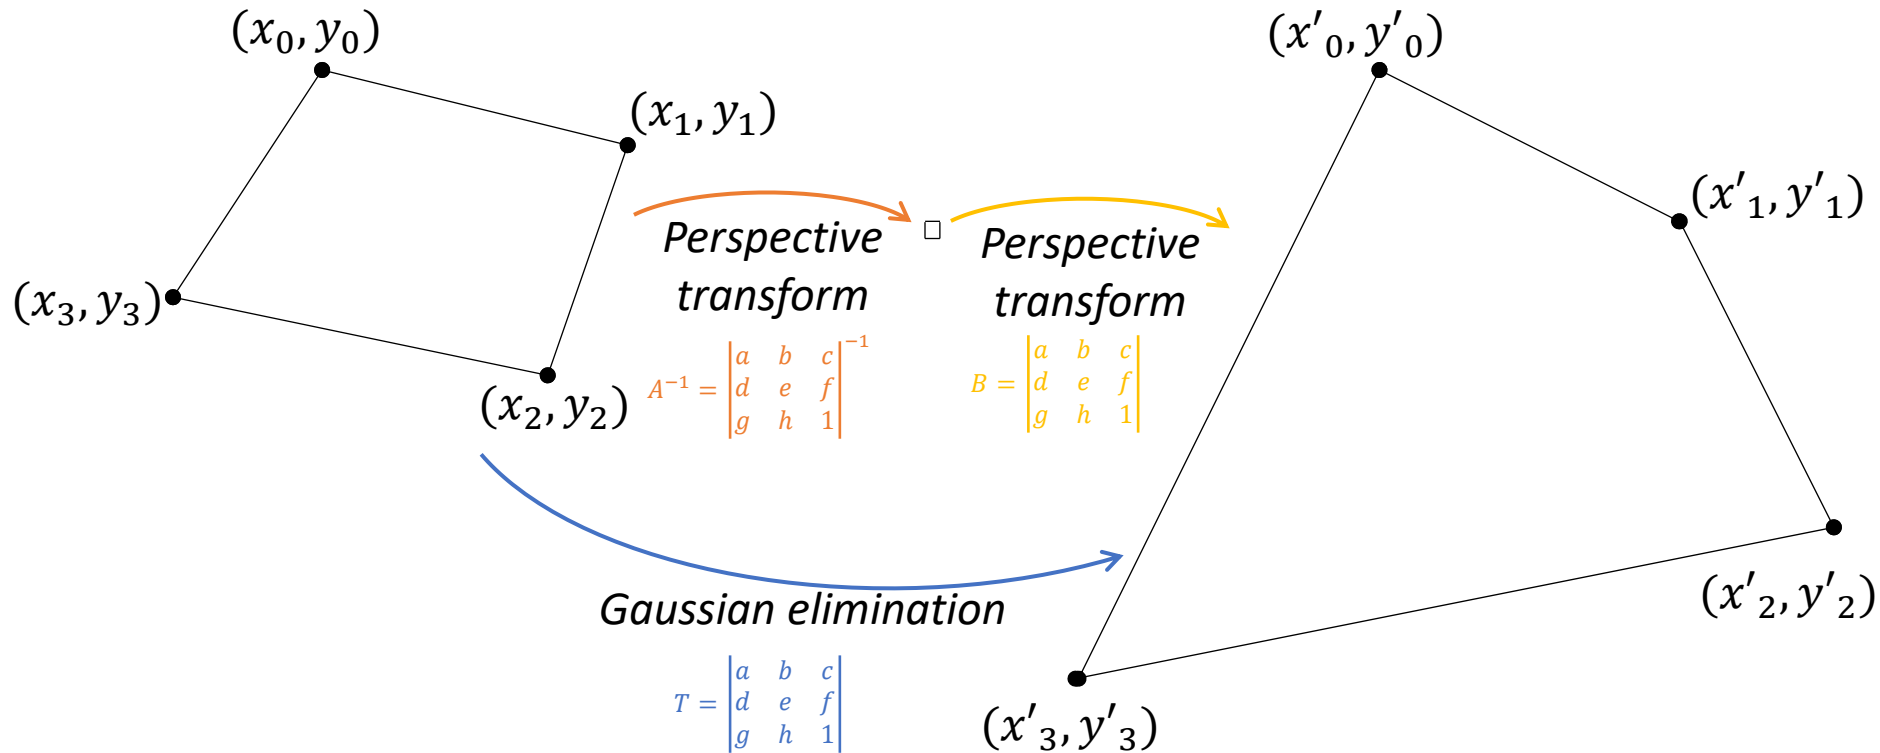 (x₀, y₀)
(x′₀, y′₀)
(x₁, y₁)
(x′₁, y′₁)
Perspective
transform
Perspective
transform
(x₃, y₃)
A⁻¹ = |a b c|⁻¹
|d e f|
|g h 1|
B = |a b c|
|d e f|
|g h 1|
(x₂, y₂)
Gaussian elimination
(x′₂, y′₂)
T = |a b c|
|d e f|
|g h 1|
(x′₃, y′₃)